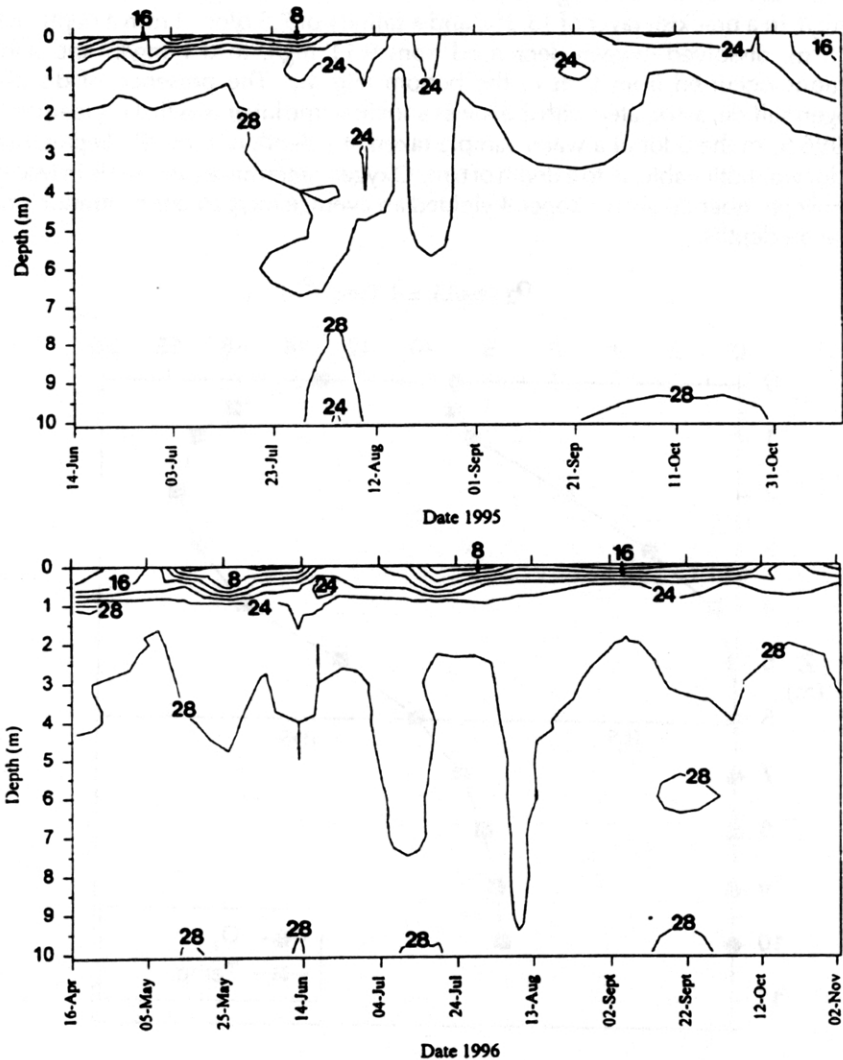 16
8
24
24
24
24
16
28
24
28
24
28
0
1
2
3
4
5
6
7
8
9
10
Depth (m)
14-Jun
03-Jul
23-Jul
12-Aug
01-Sept
21-Sep
11-Oct
31-Oct
Date 1995
8
16
16
8
24
24
28
24
28
28
28
28
28
28
28
0
1
2
3
4
5
6
7
8
9
10
Depth (m)
16-Apr
05-May
25-May
14-Jun
04-Jul
24-Jul
13-Aug
02-Sept
22-Sept
12-Oct
02-Nov
Date 1996